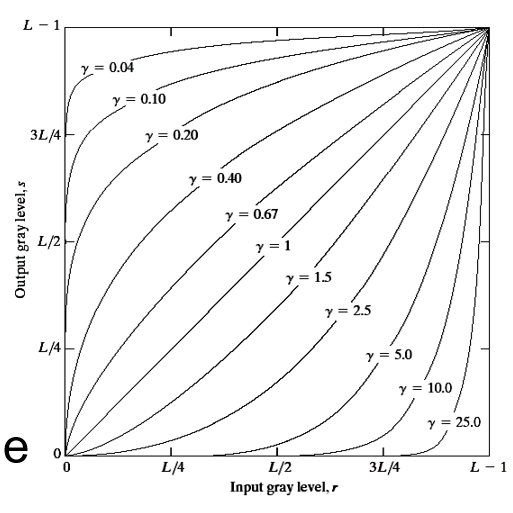 L − 1
γ = 0.04
γ = 0.10
3L/4
γ = 0.20
γ = 0.40
γ = 0.67
Output gray level, s
L/2
γ = 1
γ = 1.5
γ = 2.5
L/4
γ = 5.0
γ = 10.0
γ = 25.0
e
0
0
L/4
L/2
3L/4
L − 1
Input gray level, r